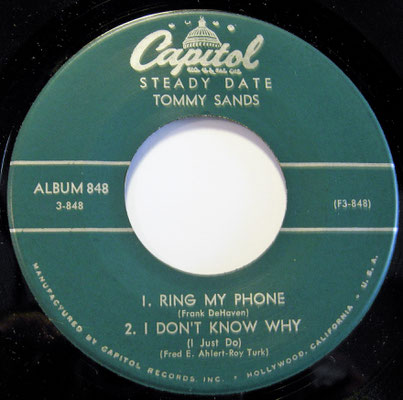 Capitol
STEADY DATE
TOMMY SANDS
ALBUM 848
3-848
(F3-848)
1. RING MY PHONE
(Frank DeHaven)
2. I DON'T KNOW WHY
(I Just Do)
(Fred E. Ahlert-Roy Turk)
MANUFACTURED BY CAPITOL RECORDS, INC. • HOLLYWOOD, CALIFORNIA • U.S.A.